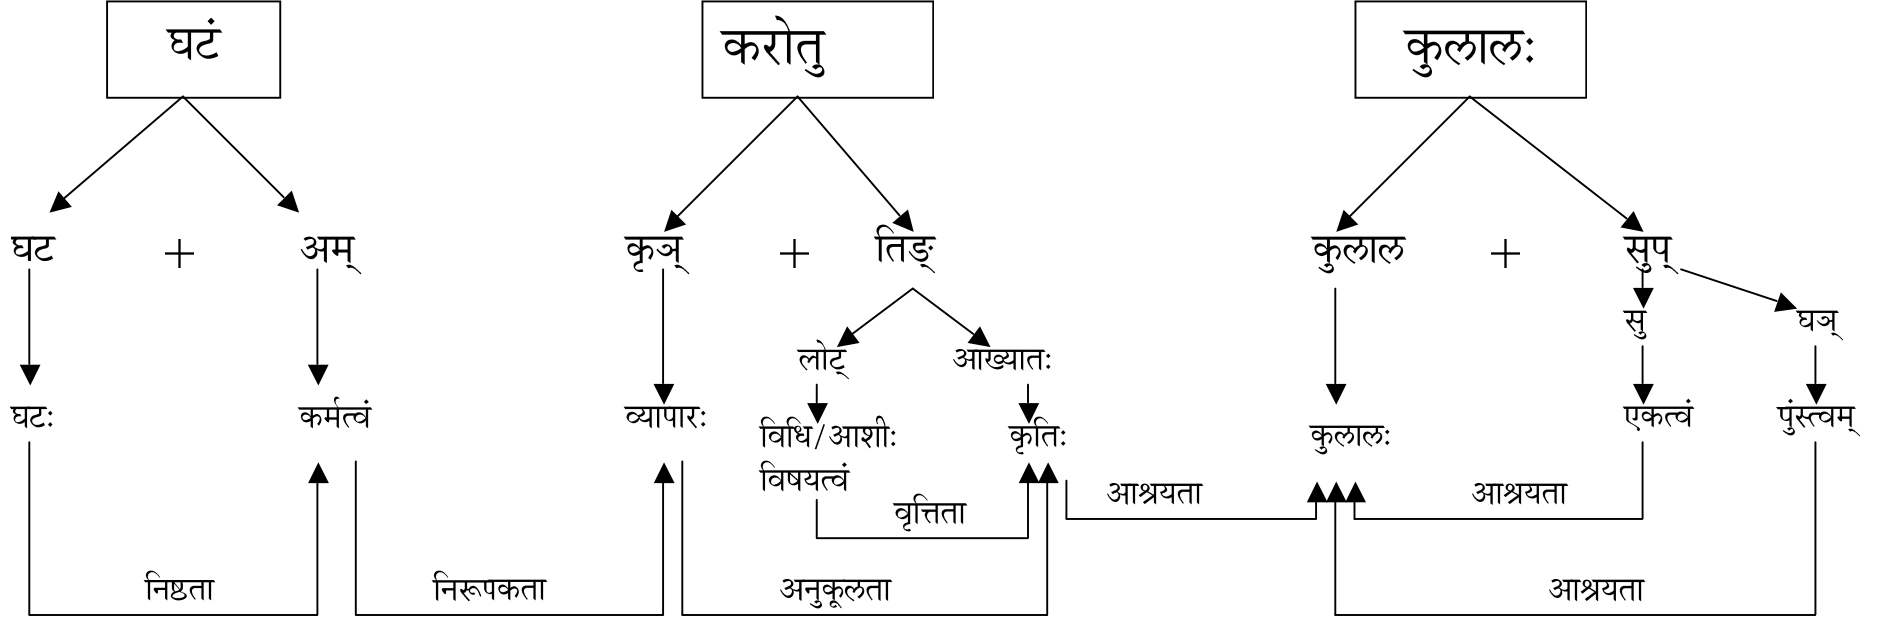 घटं करोतु कुलालः
घट + अम् कृञ् + तिङ् कुलाल + सुप्
सु घञ्
लोट् आख्यातः
घटः कर्मत्वं व्यापारः विधि/आशीः कृतिः कुलालः एकत्वं पुंस्त्वम्
विषयत्वं
आश्रयता आश्रयता
वृत्तिता
निष्ठता निरूपकता अनुकूलता आश्रयता